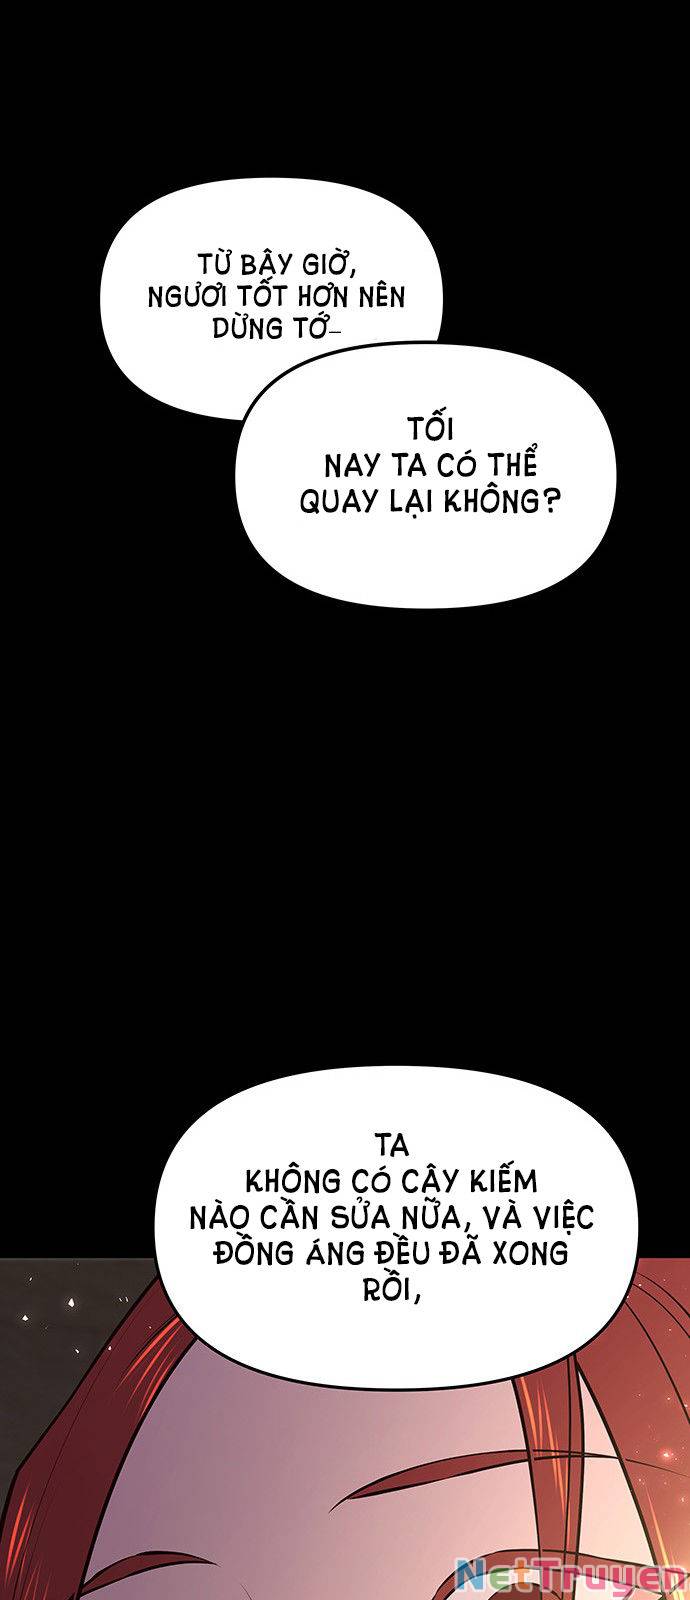 TỪ BẬY GIỜ,
NGƯƠI TỐT HƠN NÊN
DỪNG TỚ–
TỐI
NAY TA CÓ THỂ
QUAY LẠI KHÔNG?
TA
KHÔNG CÓ CÂY KIẾM
NÀO CẦN SỬA NỮA, VÀ VIỆC
ĐỒNG ÁNG ĐỀU ĐÃ XONG
RỒI,
NetTruyen